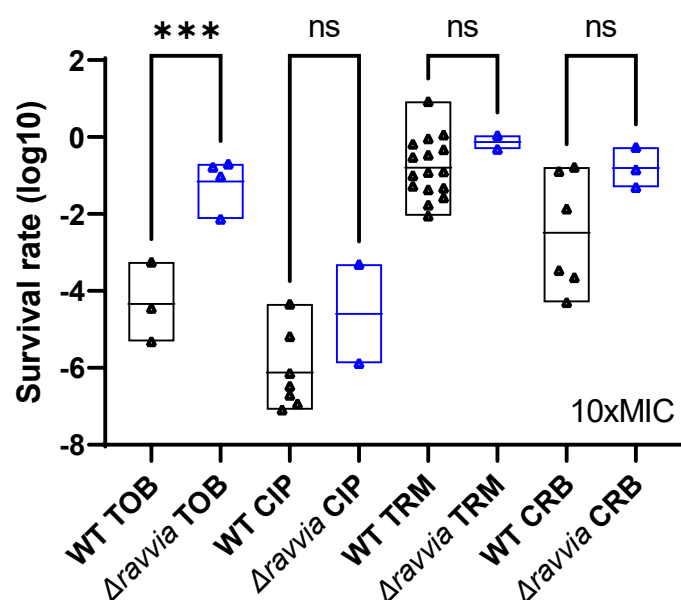 *** ns ns ns
2
0
-2
-4
-6
-8
Survival rate (log10)
10xMIC
WT TOB
Δravvia TOB
WT CIP
Δravvia CIP
WT TRM
Δravvia TRM
WT CRB
Δravvia CRB